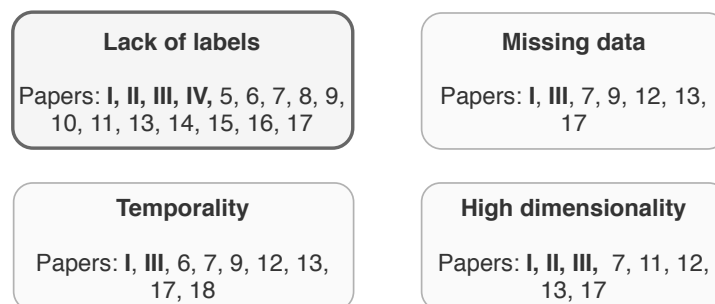 Lack of labels
Papers: I, II, III, IV, 5, 6, 7, 8, 9,
10, 11, 13, 14, 15, 16, 17
Missing data
Papers: I, III, 7, 9, 12, 13,
17
Temporality
Papers: I, III, 6, 7, 9, 12, 13,
17, 18
High dimensionality
Papers: I, II, III, 7, 11, 12,
13, 17